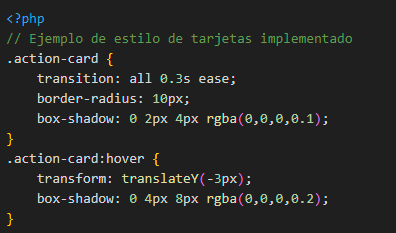 <?php
// Ejemplo de estilo de tarjetas implementado
.action-card {
    transition: all 0.3s ease;
    border-radius: 10px;
    box-shadow: 0 2px 4px rgba(0,0,0,0.1);
}
.action-card:hover {
    transform: translateY(-3px);
    box-shadow: 0 4px 8px rgba(0,0,0,0.2);
}